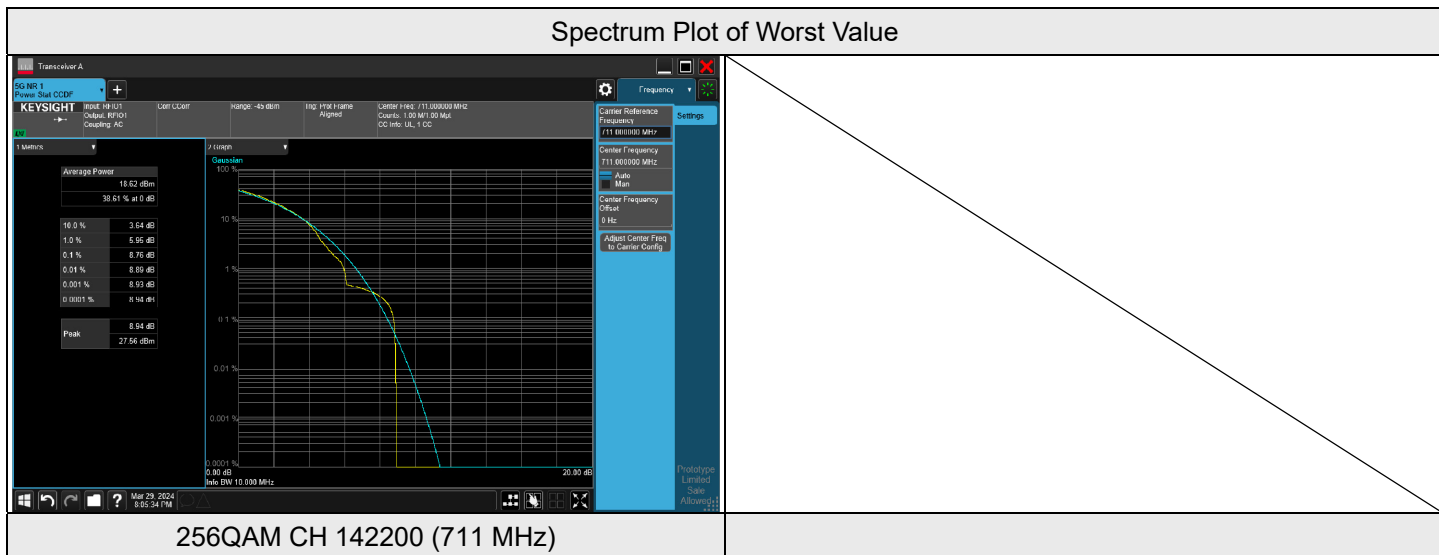 Spectrum Plot of Worst Value
Transceiver A
5G NR 1
Power Stat CCDF
+
Frequency
KEYSIGHT
Input: RFIO1
Output: RFIO1
Coupling: AC
Corr CCorr
Range: -45 dBm
Trig: Prot Frame
Aligned
Center Freq: 711.000000 MHz
Counts: 1.00 M/1.00 Mpt
CC Info: UL, 1 CC
1 Metrics
Average Power
18.62 dBm
38.61 % at 0 dB
10.0 % 3.64 dB
1.0 % 5.95 dB
0.1 % 8.76 dB
0.01 % 8.89 dB
0.001 % 8.93 dB
0.0001 % 8.94 dB
Peak 8.94 dB
27.56 dBm
2 Graph
Gaussian
100 %
10 %
1 %
0.1 %
0.01 %
0.001 %
0.0001 %
0.00 dB 20.00 dB
Info BW 10.000 MHz
Carrier Reference
Frequency
711.000000 MHz
Center Frequency
711.000000 MHz
Auto
Man
Center Frequency
Offset
0 Hz
Adjust Center Freq
to Carrier Config
Settings
Prototype
Limited
Sale
Allowed
?
Mar 29, 2024
8:05:34 PM
256QAM CH 142200 (711 MHz)